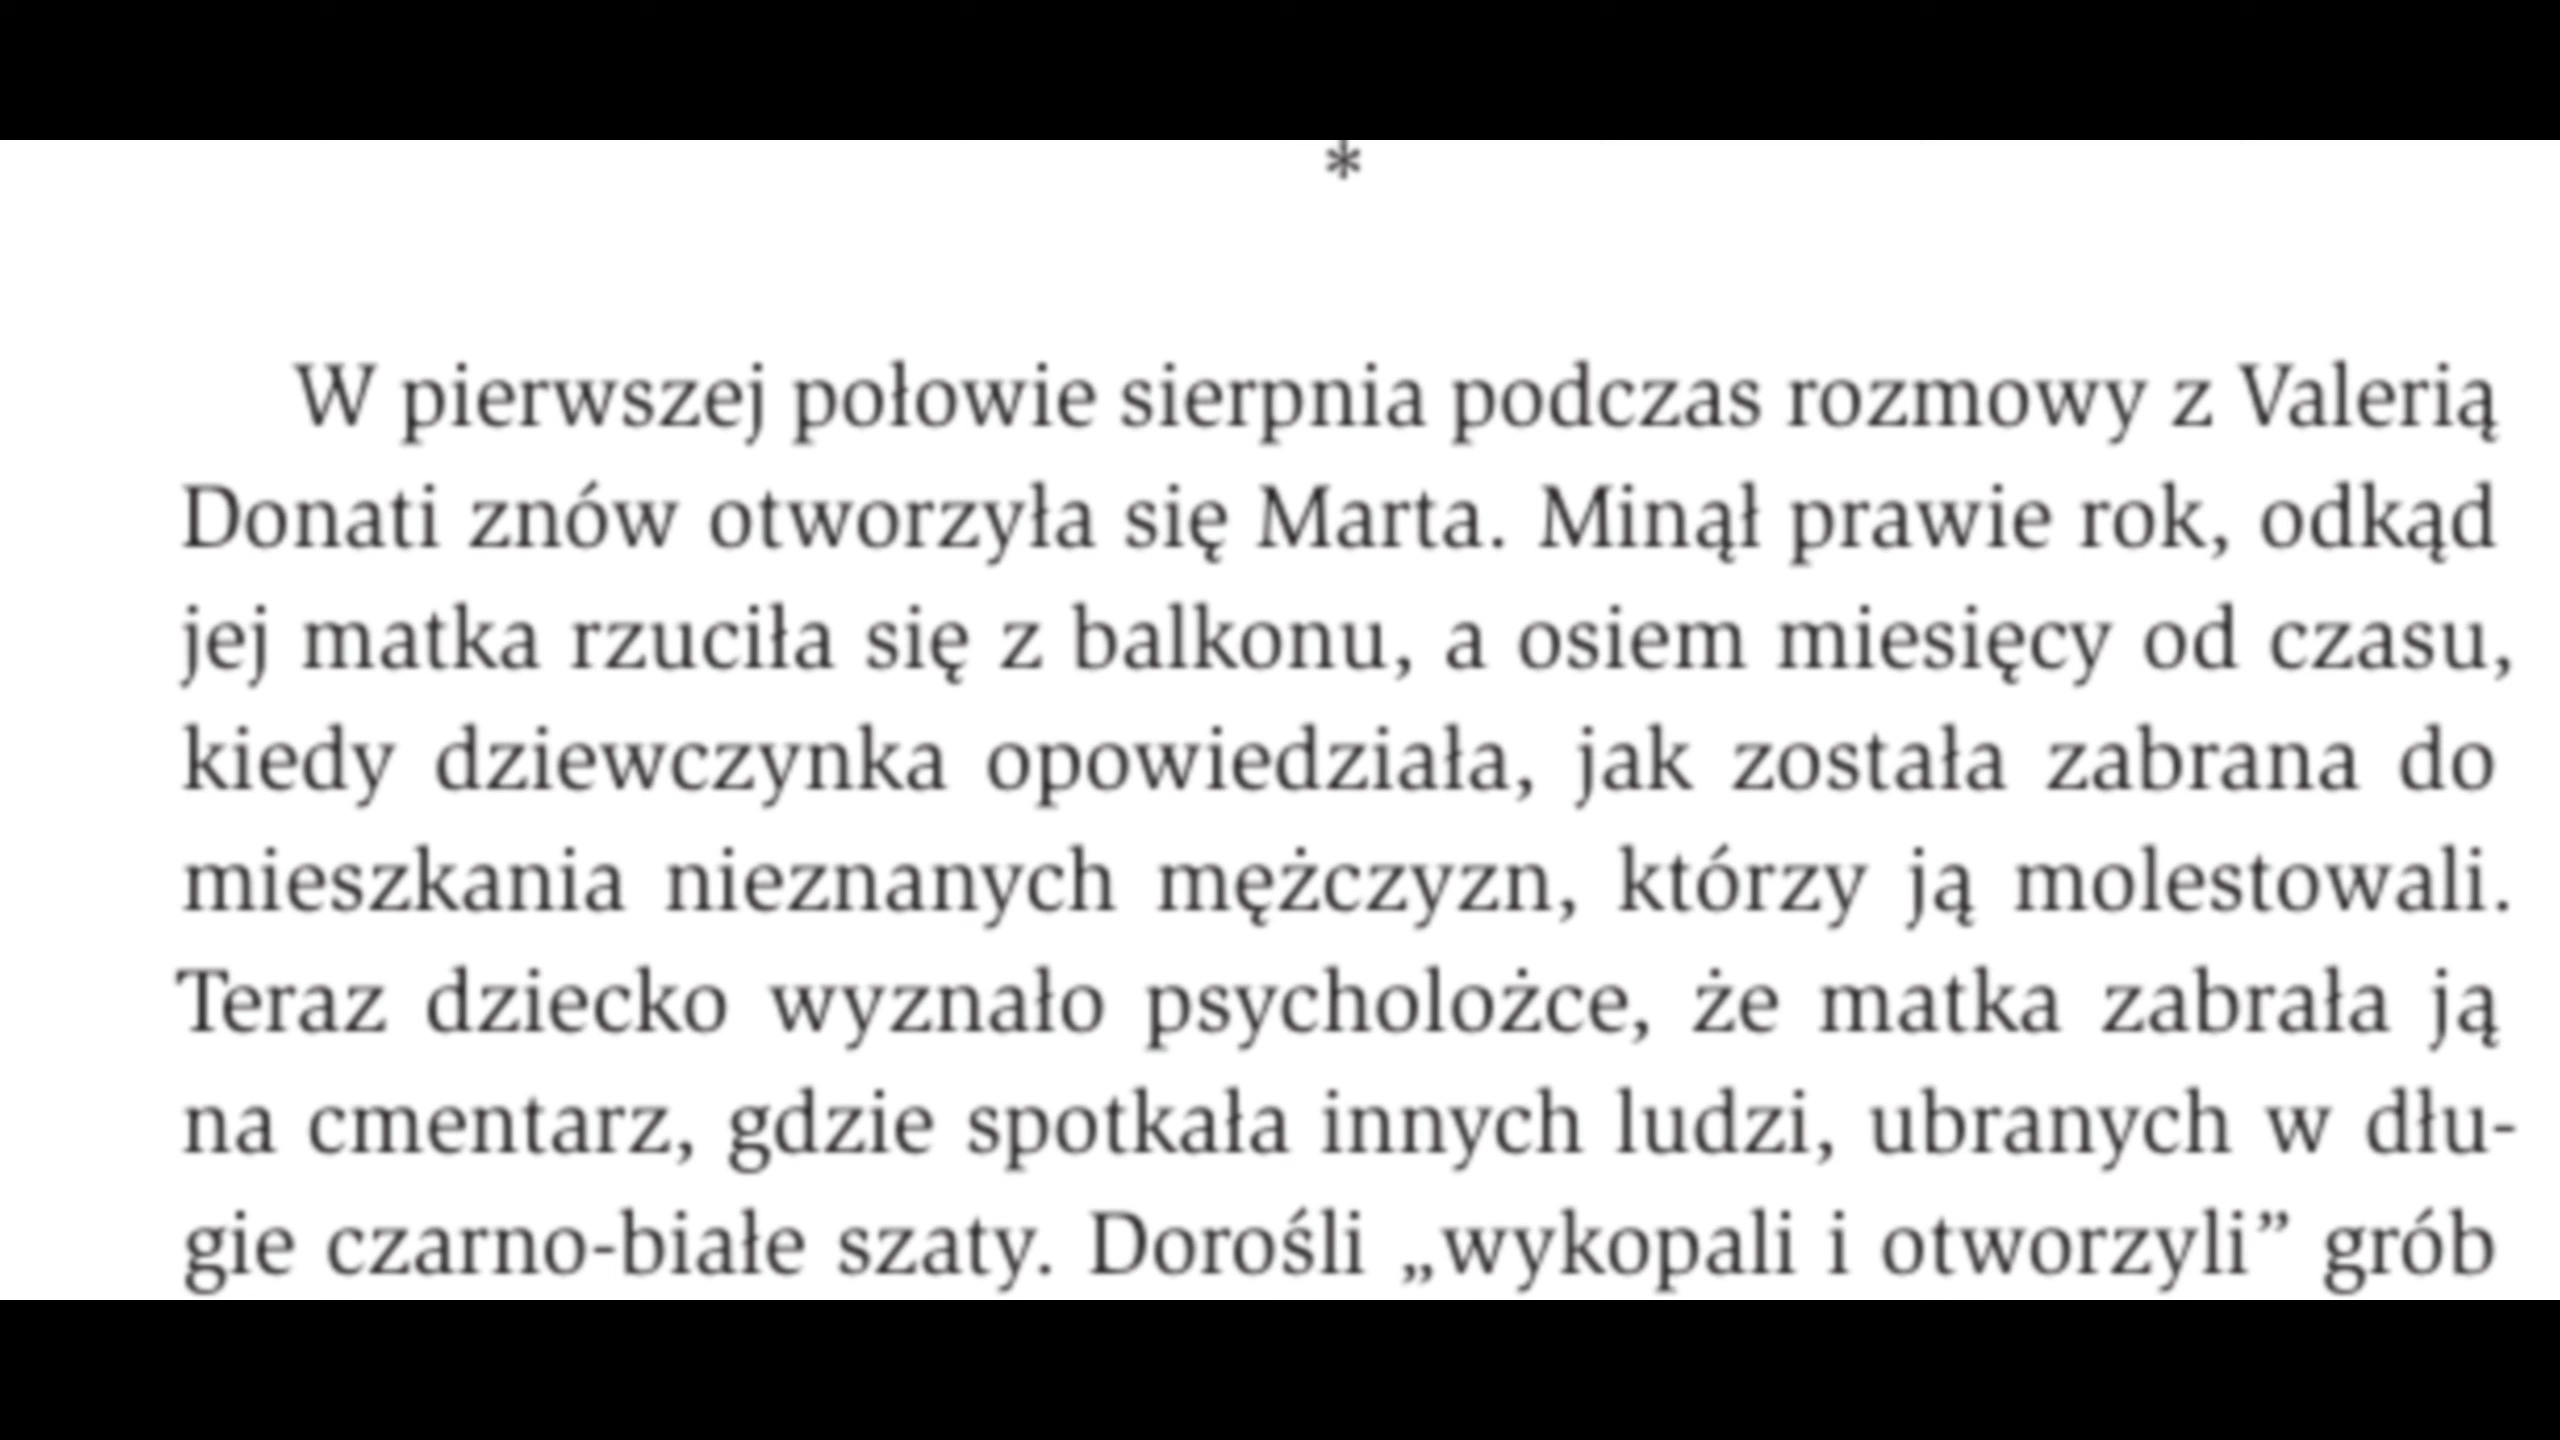 *
W pierwszej połowie sierpnia podczas rozmowy z Valerią
Donati znów otworzyła się Marta. Minął prawie rok, odkąd
jej matka rzuciła się z balkonu, a osiem miesięcy od czasu,
kiedy dziewczynka opowiedziała, jak została zabrana do
mieszkania nieznanych mężczyzn, którzy ją molestowali.
Teraz dziecko wyznało psycholożce, że matka zabrała ją
na cmentarz, gdzie spotkała innych ludzi, ubranych w dłu-
gie czarno-białe szaty. Dorośli „wykopali i otworzyli” grób